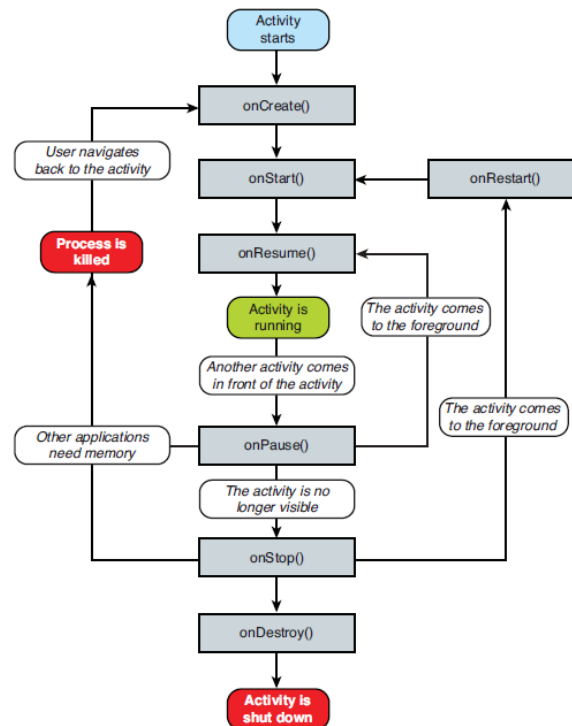 Activity
starts
onCreate()
User navigates
back to the activity
onStart()
onRestart()
Process is
killed
onResume()
Activity is
running
The activity comes
to the foreground
Another activity comes
in front of the activity
The activity comes
to the foreground
Other applications
need memory
onPause()
The activity is no
longer visible
onStop()
onDestroy()
Activity is
shut down